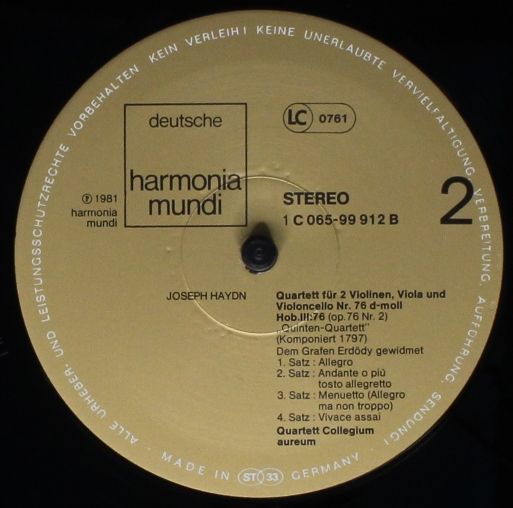 ALLE URHEBER- UND LEISTUNGSSCHUTZRECHTE VORBEHALTEN KEIN VERLEIH! KEINE UNERLAUBTE VERVIELFÄLTIGUNG, VERBREITUNG, AUFFÜHRUNG, SENDUNG!
deutsche
harmonia
mundi
LC 0761
℗ 1981
harmonia
mundi
STEREO
1 C 065-99 912 B
2
JOSEPH HAYDN
Quartett für 2 Violinen, Viola und
Violoncello Nr. 76 d-moll
Hob.III:76 (op.76 Nr. 2)
„Quinten-Quartett"
(Komponiert 1797)
Dem Grafen Erdödy gewidmet
1. Satz : Allegro
2. Satz : Andante o più
tosto allegretto
3. Satz : Menuetto (Allegro
ma non troppo)
4. Satz : Vivace assai
Quartett Collegium
aureum
· MADE IN ST 33 GERMANY ·